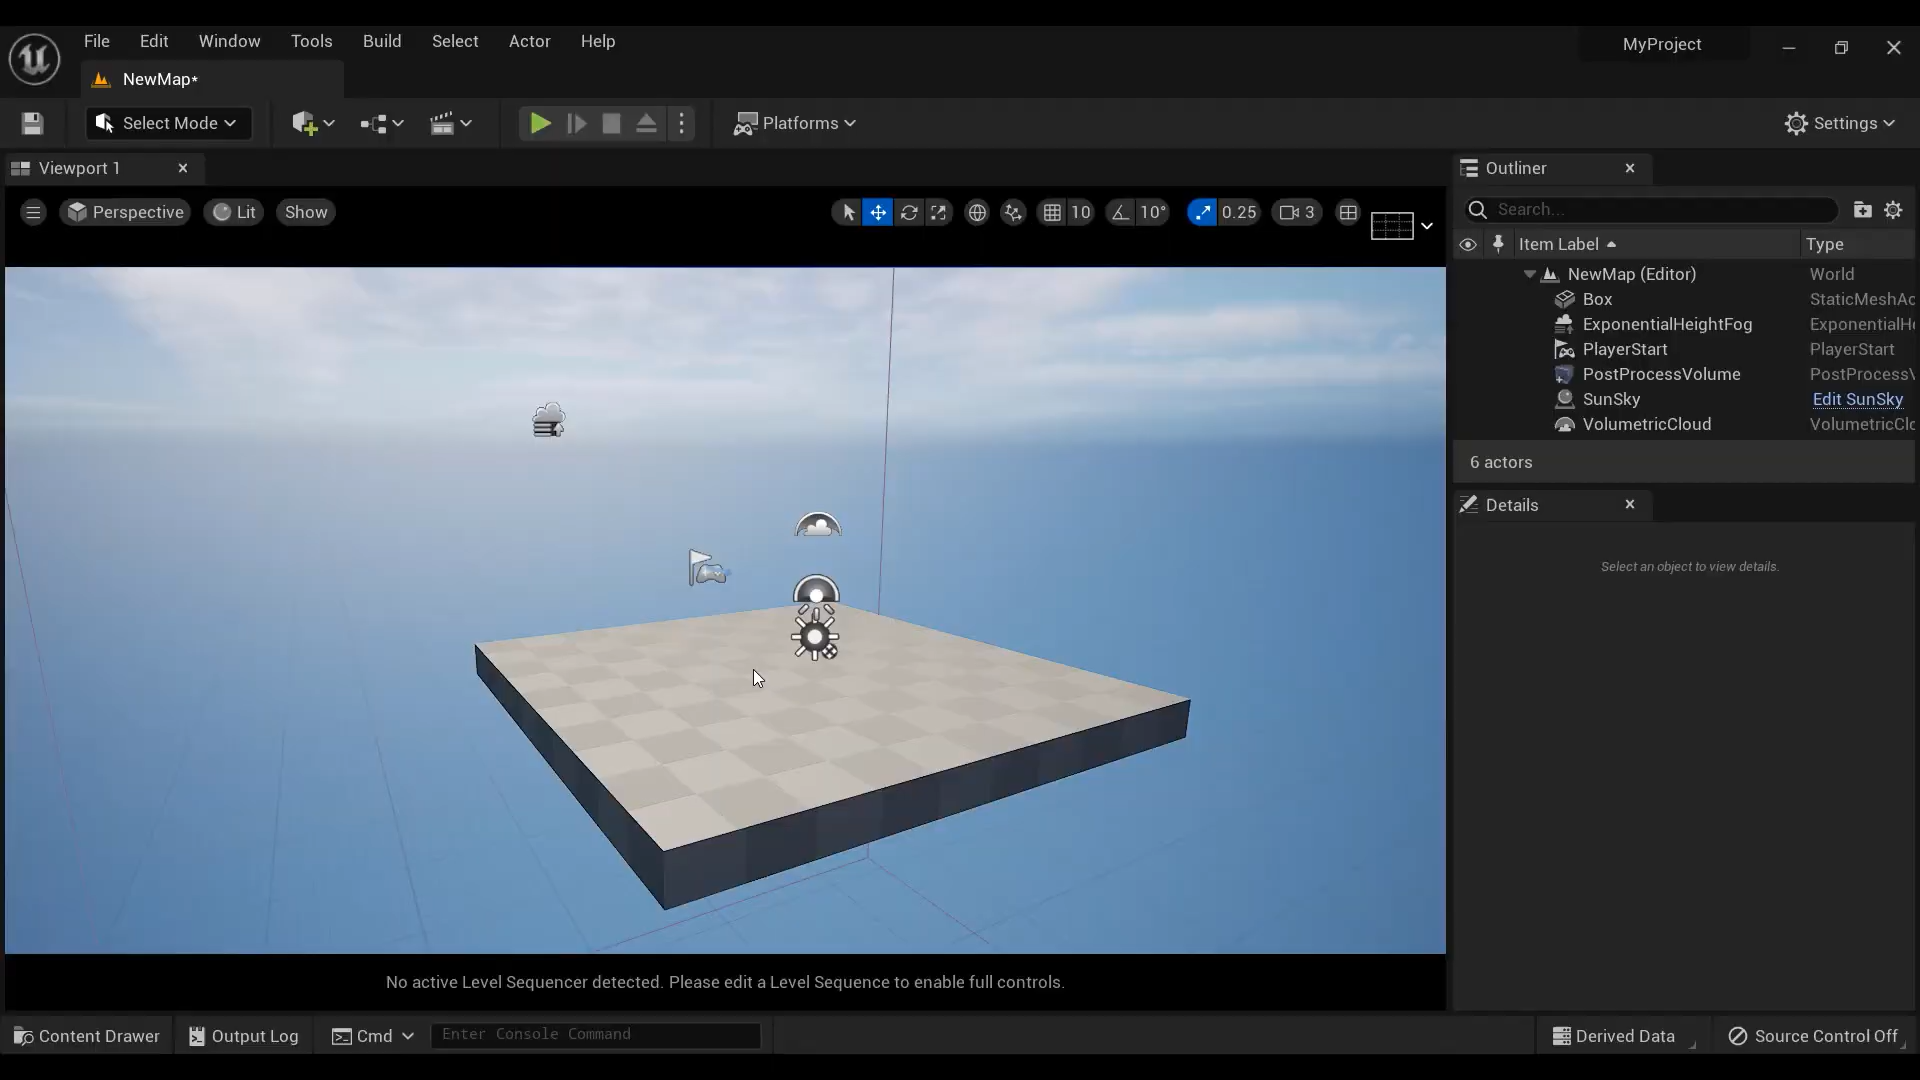 File Edit Window Tools Build Select Actor Help MyProject
NewMap*
Select Mode Platforms Settings
Viewport 1
Outliner
Perspective Lit Show 10 10° 0.25 3
Search...
Item Label Type
NewMap (Editor) World
Box StaticMeshAc
ExponentialHeightFog ExponentialHe
PlayerStart PlayerStart
PostProcessVolume PostProcessV
SunSky Edit SunSky
VolumetricCloud VolumetricClo
6 actors
Details
Select an object to view details.
No active Level Sequencer detected. Please edit a Level Sequence to enable full controls.
Content Drawer Output Log Cmd Enter Console Command Derived Data Source Control Off